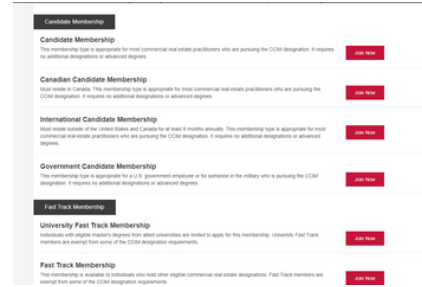 Candidate Membership
Candidate Membership
This membership type is appropriate for most commercial real estate practitioners who are pursuing the CCIM designation. It requires
no additional designations or advanced degrees.
Join Now
Canadian Candidate Membership
Must reside in Canada. This membership type is appropriate for most commercial real estate practitioners who are pursuing the
CCIM designation. It requires no additional designations or advanced degrees.
Join Now
International Candidate Membership
Must reside outside of the United States and Canada for at least 9 months annually. This membership type is appropriate for most
commercial real estate practitioners who are pursuing the CCIM designation. It requires no additional designations or advanced
degrees.
Join Now
Government Candidate Membership
This membership type is appropriate for a U.S. government employee or for someone in the military who is pursuing the CCIM
designation. It requires no additional designations or advanced degrees.
Join Now
Fast Track Membership
University Fast Track Membership
Individuals with eligible master's degrees from allied universities are invited to apply for this membership. University Fast Track
members are exempt from some of the CCIM designation requirements.
Join Now
Fast Track Membership
This membership is available to individuals who hold other eligible commercial real estate designations. Fast Track members are
exempt from some of the CCIM designation requirements.
Join Now